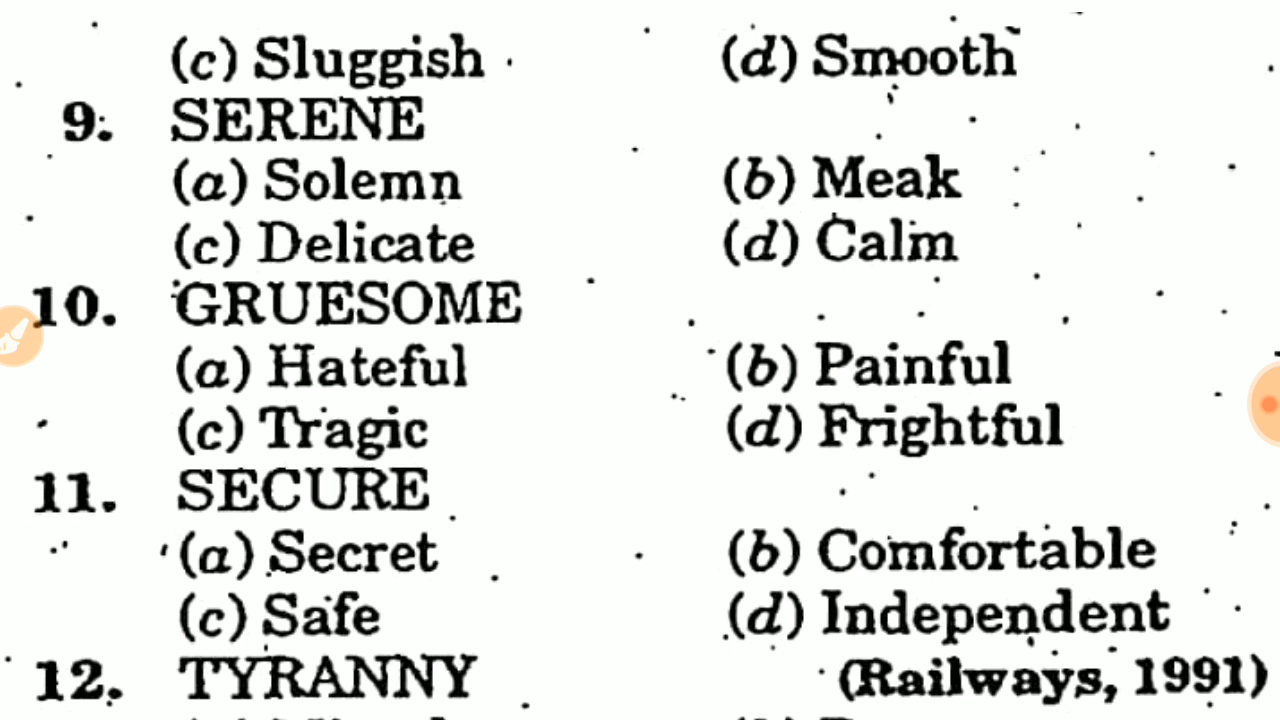 (c) Sluggish (d) Smooth
9. SERENE
(a) Solemn (b) Meak
(c) Delicate (d) Calm
10. GRUESOME
(a) Hateful (b) Painful
(c) Tragic (d) Frightful
11. SECURE
(a) Secret (b) Comfortable
(c) Safe (d) Independent
12. TYRANNY (Railways, 1991)